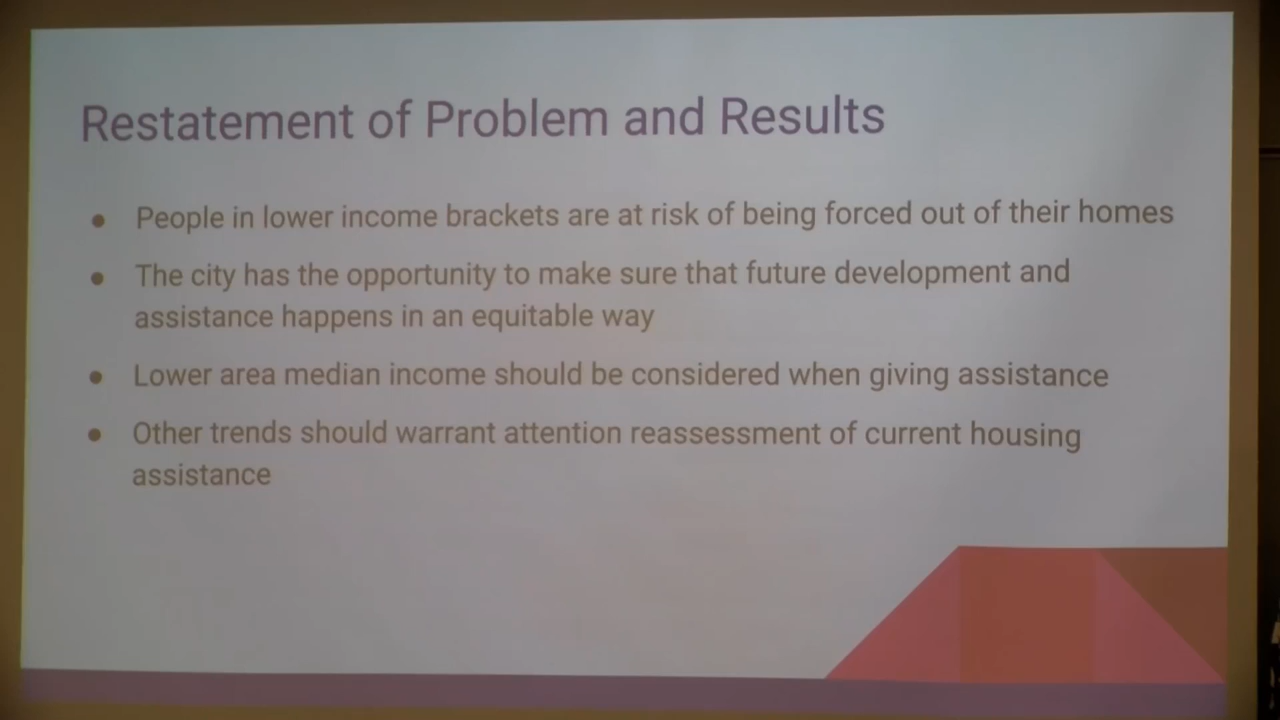 Restatement of Problem and Results
● People in lower income brackets are at risk of being forced out of their homes
● The city has the opportunity to make sure that future development and
assistance happens in an equitable way
● Lower area median income should be considered when giving assistance
● Other trends should warrant attention reassessment of current housing
assistance